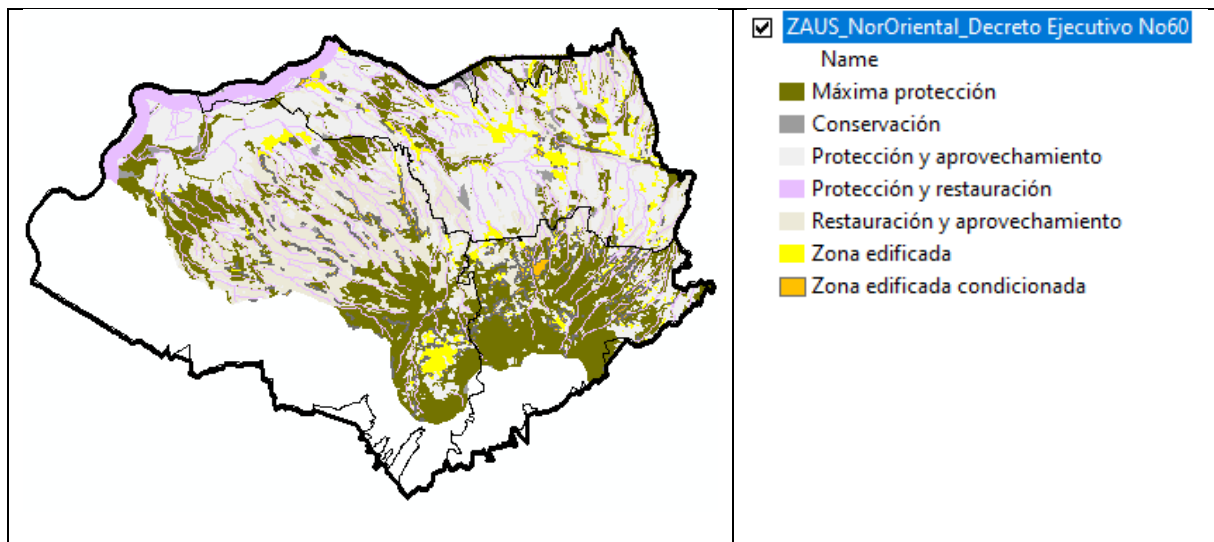 ZAUS_NorOriental_Decreto Ejecutivo No60
Name
Máxima protección
Conservación
Protección y aprovechamiento
Protección y restauración
Restauración y aprovechamiento
Zona edificada
Zona edificada condicionada